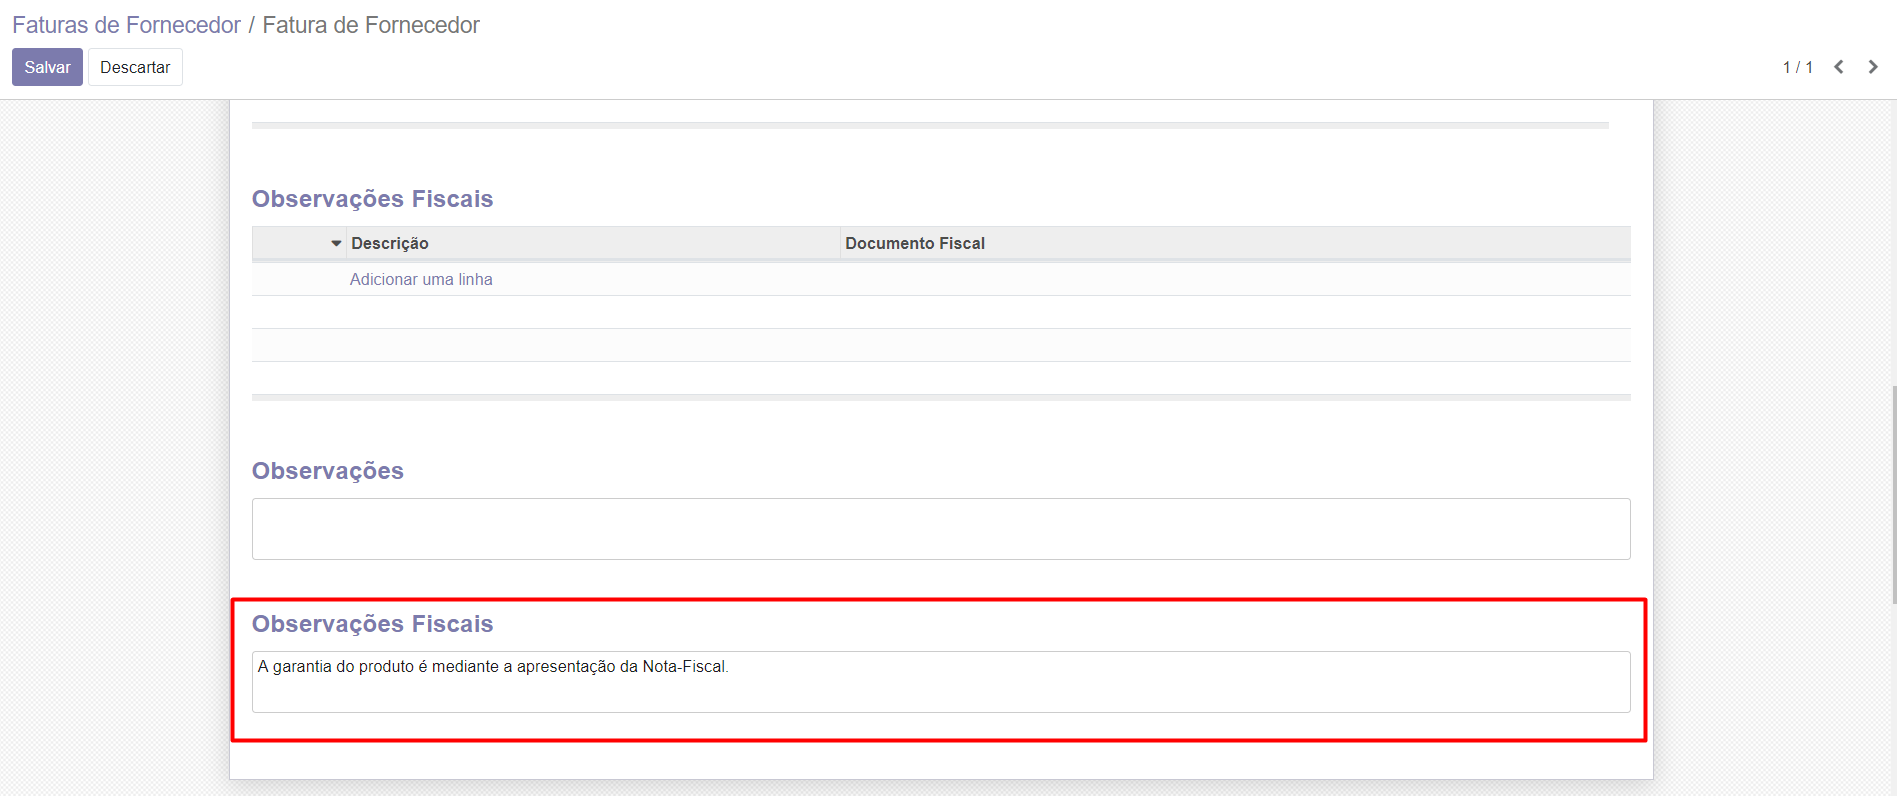 Faturas de Fornecedor / Fatura de Fornecedor
Salvar Descartar 1 / 1
Observações Fiscais
Descrição Documento Fiscal
Adicionar uma linha
Observações
Observações Fiscais
A garantia do produto é mediante a apresentação da Nota-Fiscal.